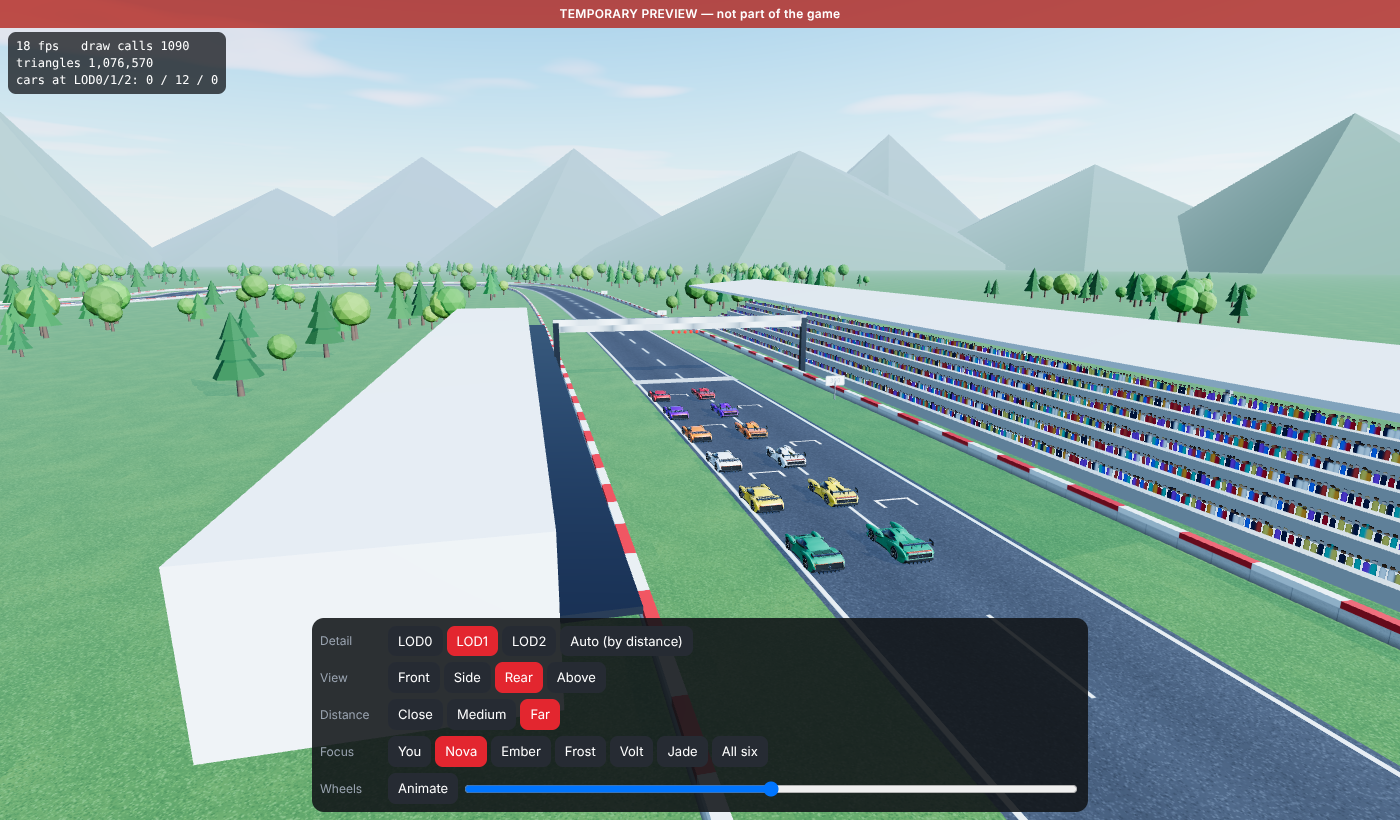 TEMPORARY PREVIEW — not part of the game
18 fps   draw calls 1090
triangles 1,076,570
cars at LOD0/1/2: 0 / 12 / 0
Detail LOD0 LOD1 LOD2 Auto (by distance)
View Front Side Rear Above
Distance Close Medium Far
Focus You Nova Ember Frost Volt Jade All six
Wheels Animate